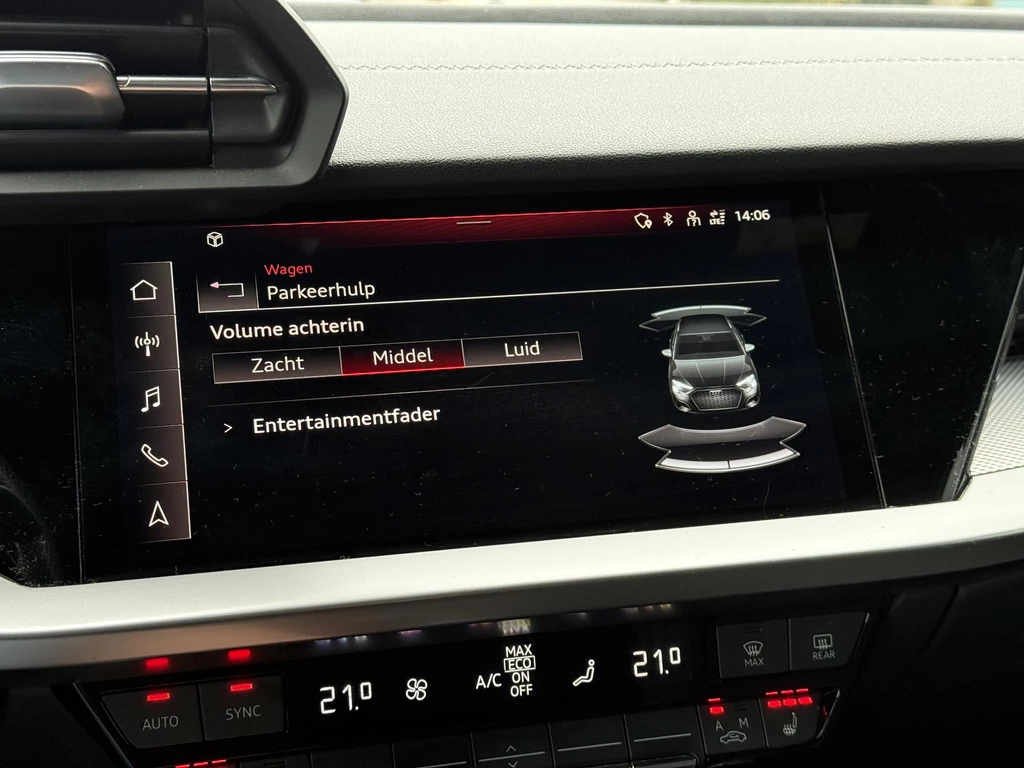 LTE
14:06
Wagen
Parkeerhulp
Volume achterin
Zacht Middel Luid
> Entertainmentfader
AUTO SYNC
21.0
A/C MAX
ECO
ON
OFF
21.0
MAX
REAR
A M